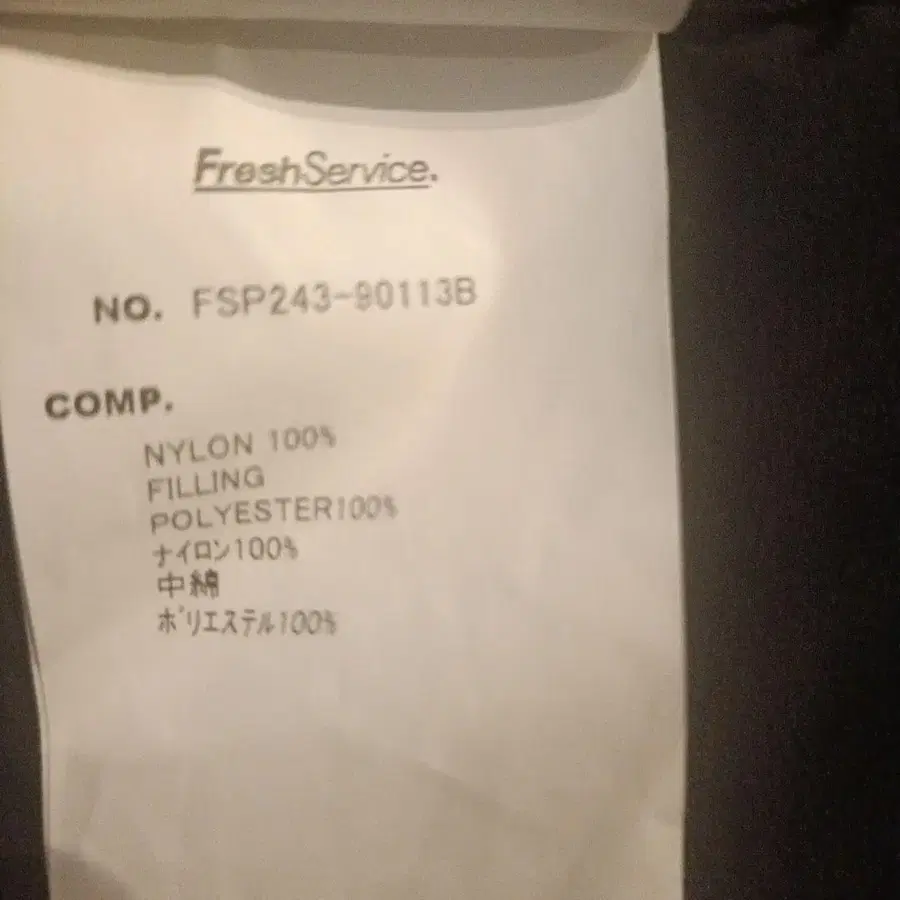 FreshService.
NO. FSP243-90113B
COMP.
NYLON 100%
FILLING
POLYESTER100%
ナイロン100%
中綿
ポリエステル100%